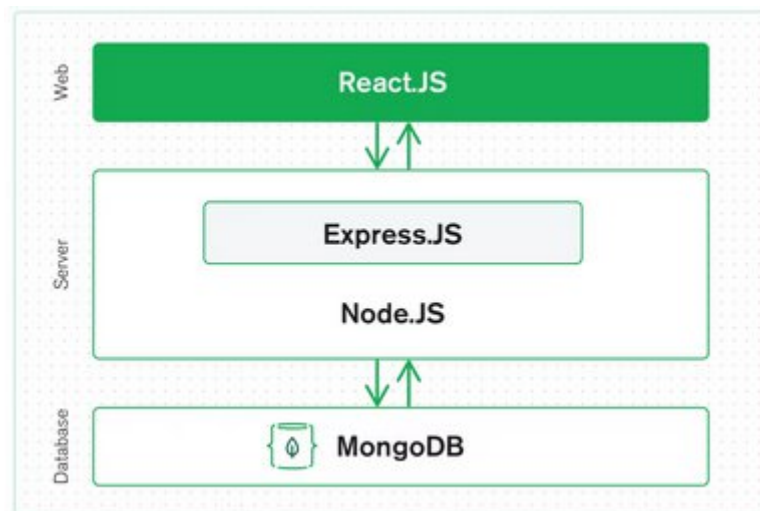 Web
React.JS
Server
Express.JS
Node.JS
Database
MongoDB